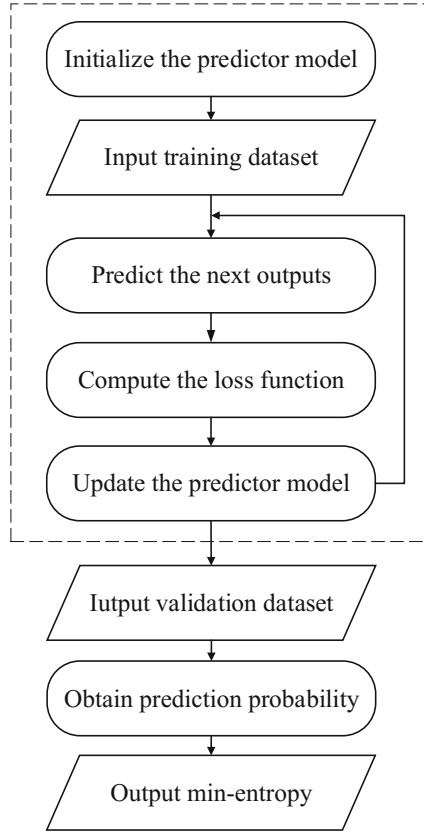 Initialize the predictor model
Input training dataset
Predict the next outputs
Compute the loss function
Update the predictor model
Iutput validation dataset
Obtain prediction probability
Output min-entropy